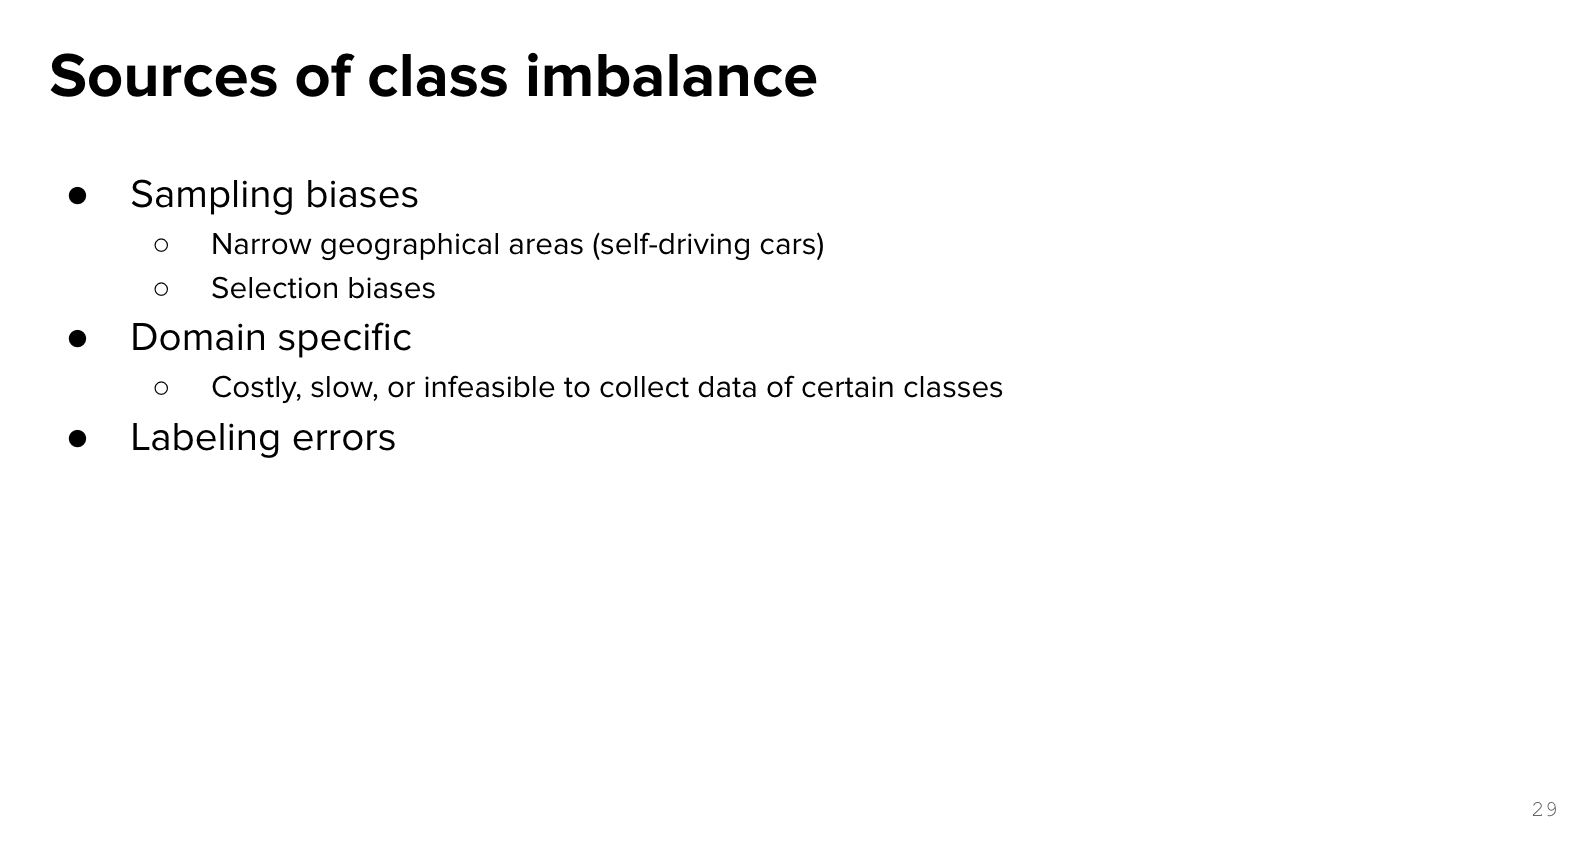 Sources of class imbalance
● Sampling biases
○ Narrow geographical areas (self-driving cars)
○ Selection biases
● Domain specific
○ Costly, slow, or infeasible to collect data of certain classes
● Labeling errors
29